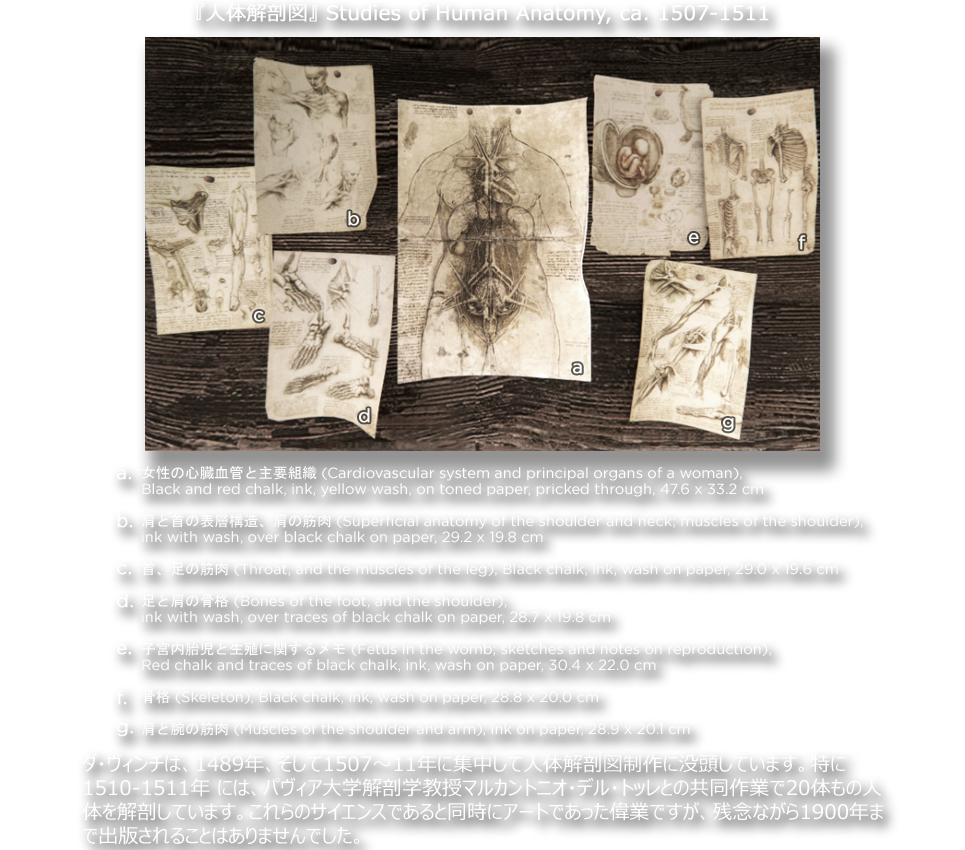 『人体解剖図』 Studies of Human Anatomy, ca. 1507-1511
b
e
f
c
a
d
g
a. 女性の心臓血管と主要組織 (Cardiovascular system and principal organs of a woman),
Black and red chalk, ink, yellow wash, on toned paper, pricked through, 47.6 x 33.2 cm
b. 肩と首の表層構造、肩の筋肉 (Superficial anatomy of the shoulder and neck; muscles of the shoulder),
ink with wash, over black chalk on paper, 29.2 x 19.8 cm
c. 首、足の筋肉 (Throat, and the muscles of the leg), Black chalk, ink, wash on paper, 29.0 x 19.6 cm
d. 足と肩の骨格 (Bones of the foot, and the shoulder),
ink with wash, over traces of black chalk on paper, 28.7 x 19.8 cm
e. 子宮内胎児と生殖に関するメモ (Fetus in the womb; sketches and notes on reproduction),
Red chalk and traces of black chalk, ink, wash on paper, 30.4 x 22.0 cm
f. 骨格 (Skeleton), Black chalk, ink, wash on paper, 28.8 x 20.0 cm
g. 肩と腕の筋肉 (Muscles of the shoulder and arm), ink on paper, 28.9 x 20.1 cm
ダ・ヴィンチは、1489年、そして1507～11年に集中して人体解剖図制作に没頭しています。特に
1510-1511年 には、パヴィア大学解剖学教授マルカントニオ・デル・トッレとの共同作業で20体もの人
体を解剖しています。これらのサイエンスであると同時にアートであった偉業ですが、残念ながら1900年ま
で出版されることはありませんでした。